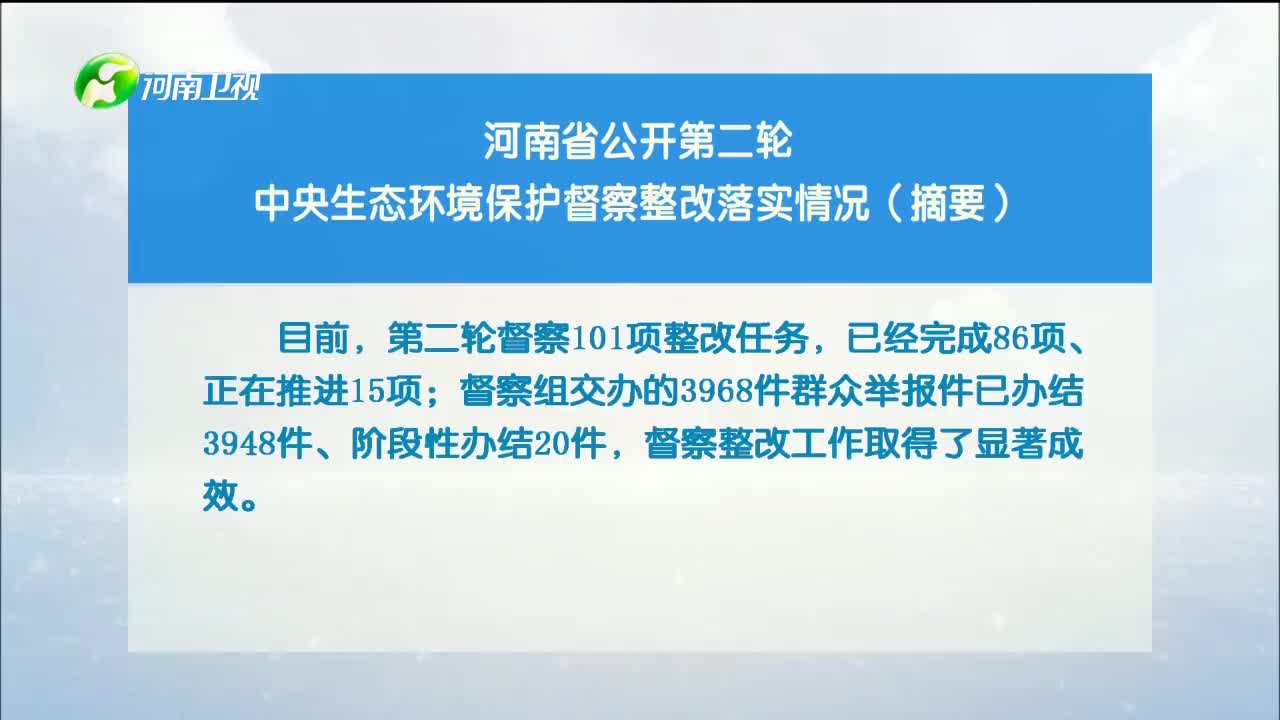 河南卫视
河南省公开第二轮
中央生态环境保护督察整改落实情况（摘要）
目前，第二轮督察101项整改任务，已经完成86项、
正在推进15项；督察组交办的3968件群众举报件已办结
3948件、阶段性办结20件，督察整改工作取得了显著成
效。